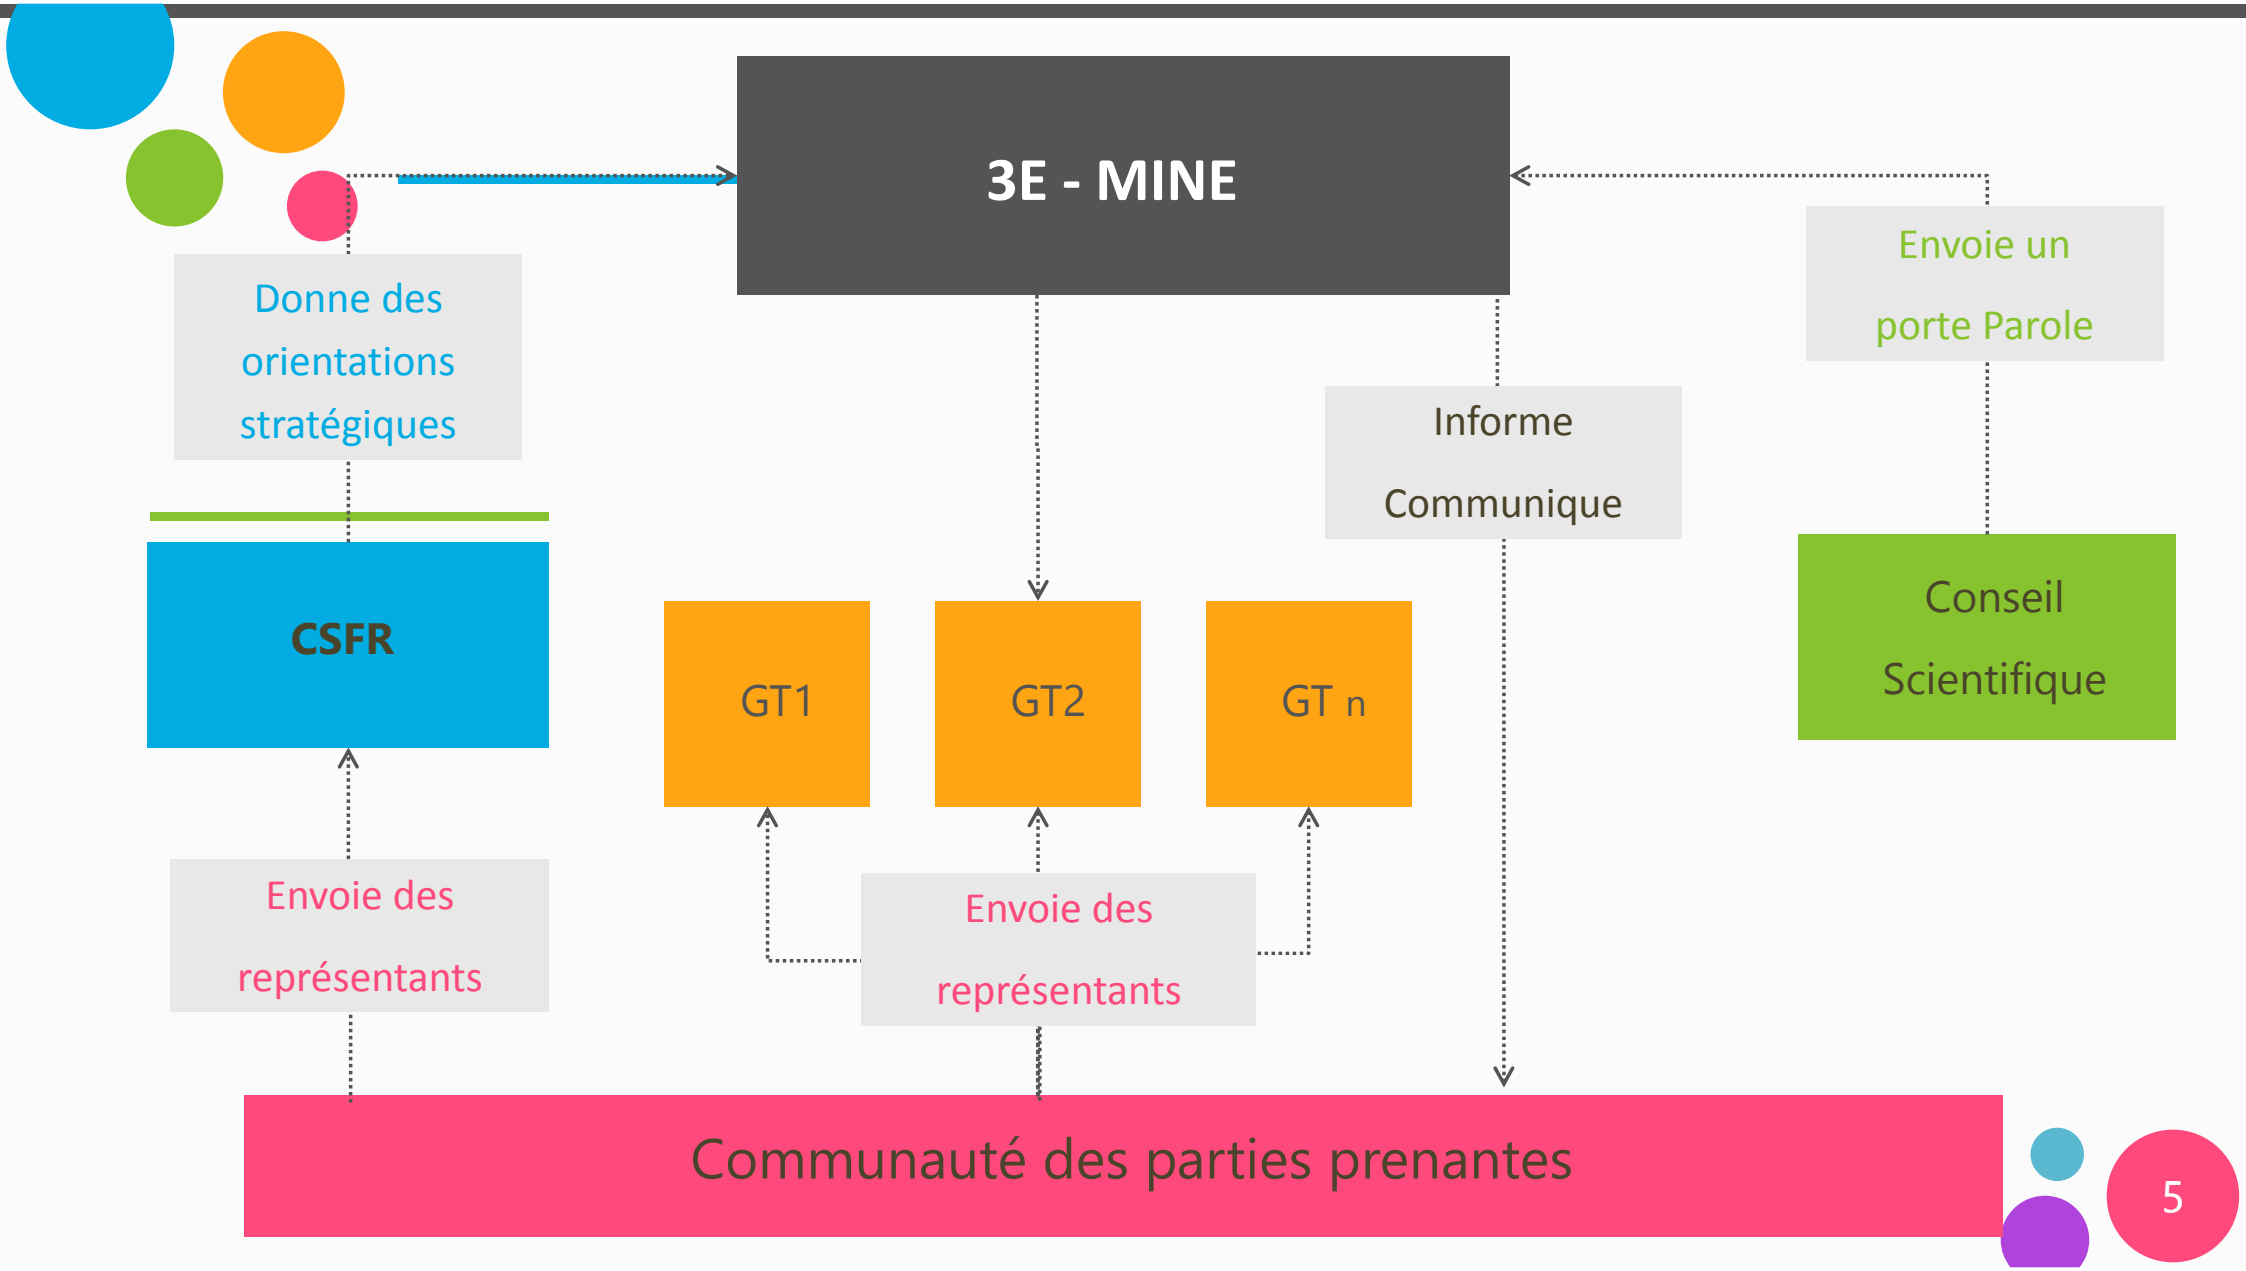 3E - MINE
Envoie un
porte Parole
Donne des
orientations
stratégiques
Informe
Communique
CSFR
GT1
GT2
GT n
Conseil
Scientifique
Envoie des
représentants
Envoie des
représentants
Communauté des parties prenantes
5